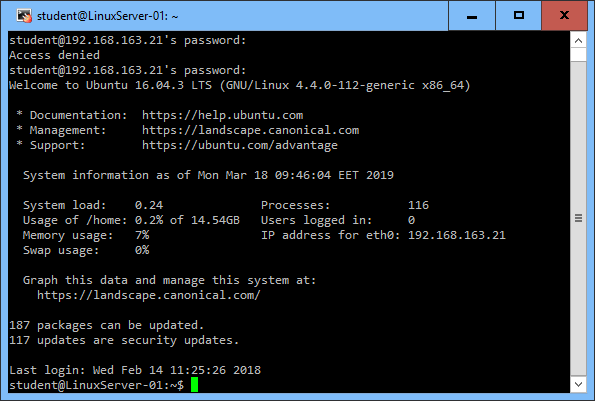 student@LinuxServer-01: ~
student@192.168.163.21's password:
Access denied
student@192.168.163.21's password:
Welcome to Ubuntu 16.04.3 LTS (GNU/Linux 4.4.0-112-generic x86_64)
* Documentation:  https://help.ubuntu.com
* Management:     https://landscape.canonical.com
* Support:        https://ubuntu.com/advantage
System information as of Mon Mar 18 09:46:04 EET 2019
System load:    0.24              Processes:           116
Usage of /home: 0.2% of 14.54GB   Users logged in:     0
Memory usage:   7%                IP address for eth0: 192.168.163.21
Swap usage:     0%
Graph this data and manage this system at:
https://landscape.canonical.com/
187 packages can be updated.
117 updates are security updates.
Last login: Wed Feb 14 11:25:26 2018
student@LinuxServer-01:~$